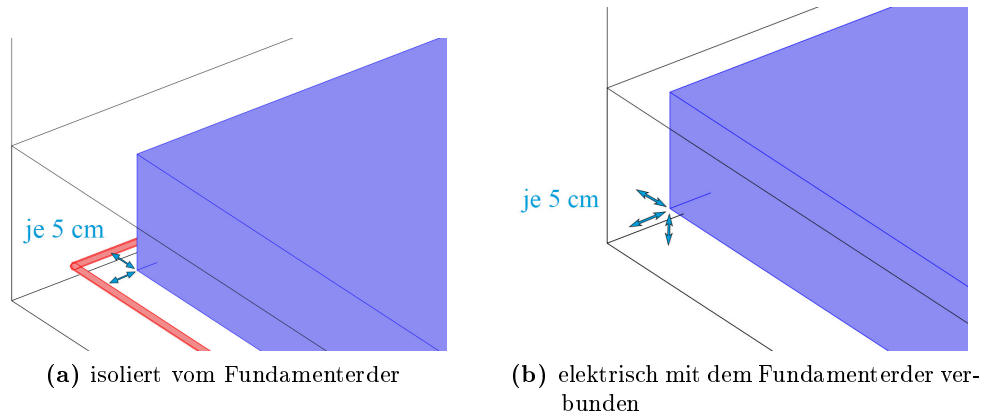 je 5 cm
je 5 cm
(a) isoliert vom Fundamenterder
(b) elektrisch mit dem Fundamenterder ver-
bunden